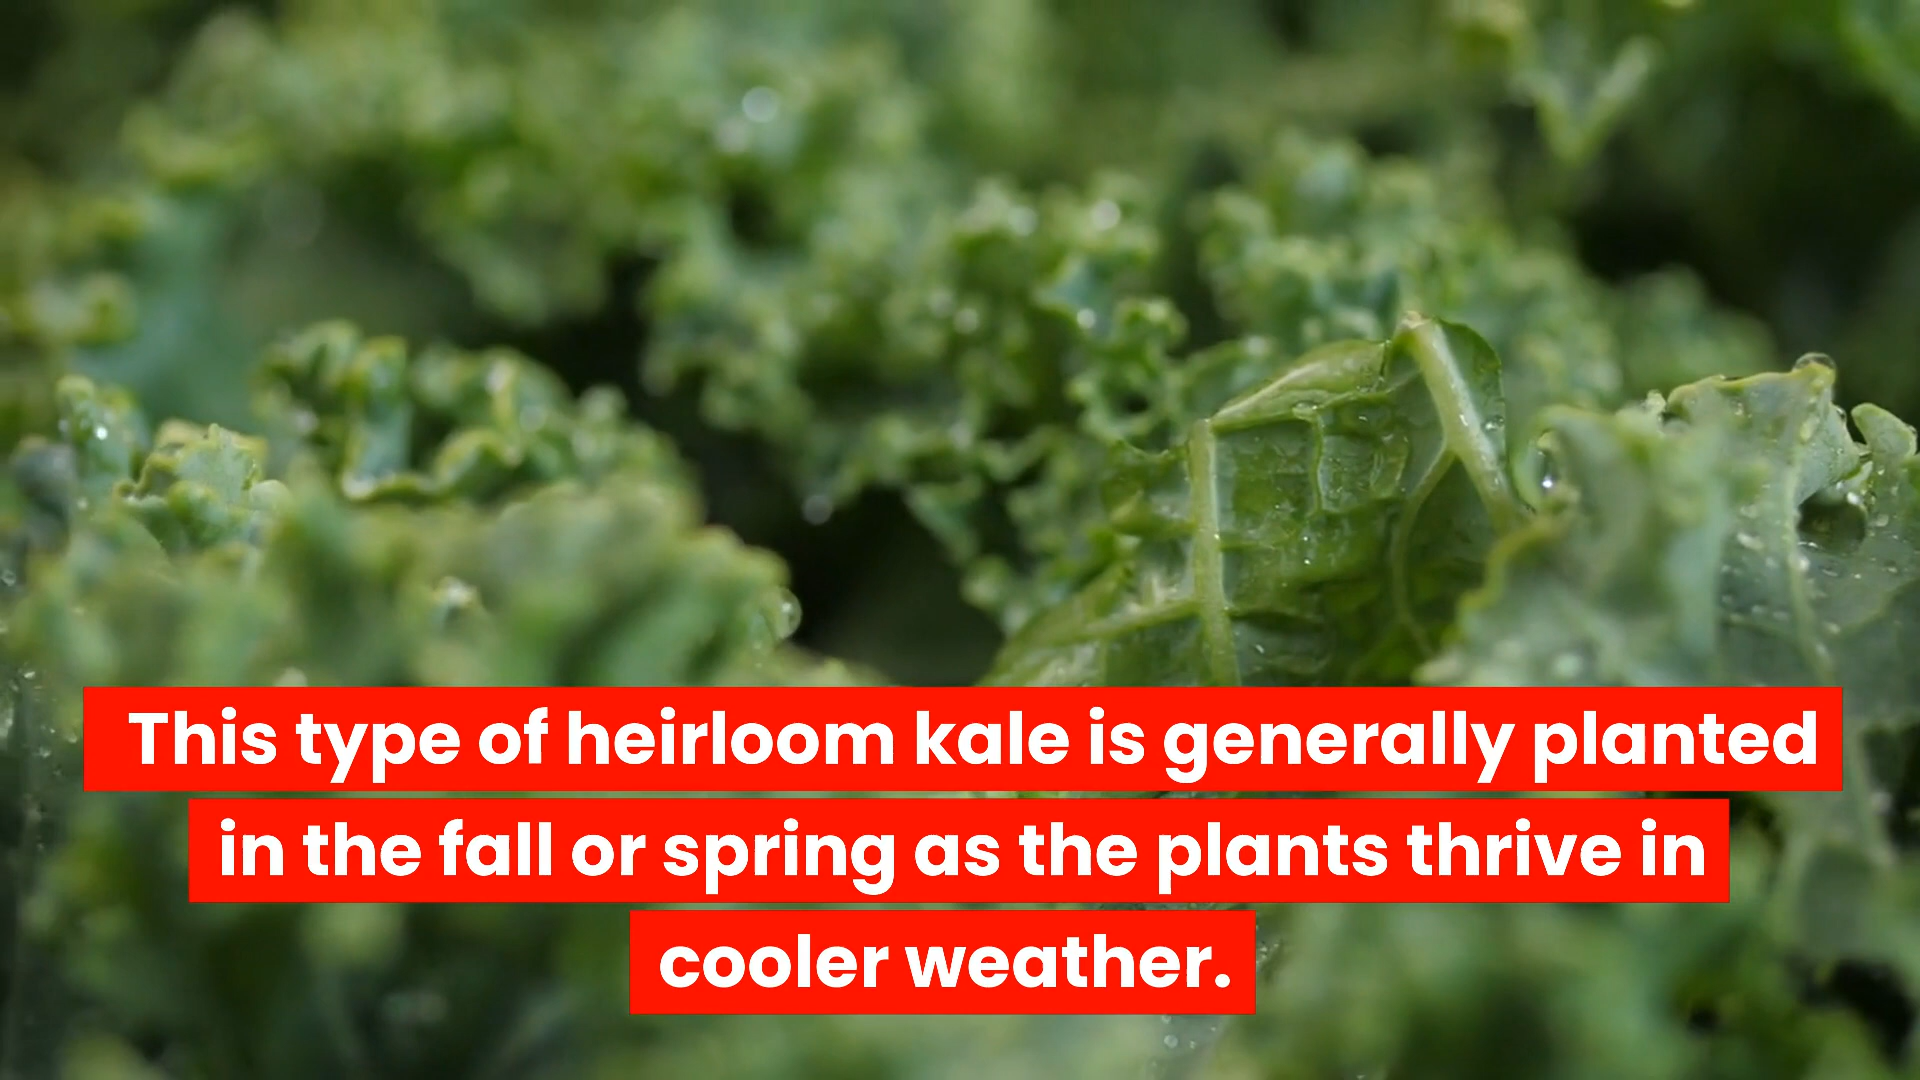 This type of heirloom kale is generally planted
in the fall or spring as the plants thrive in
cooler weather.